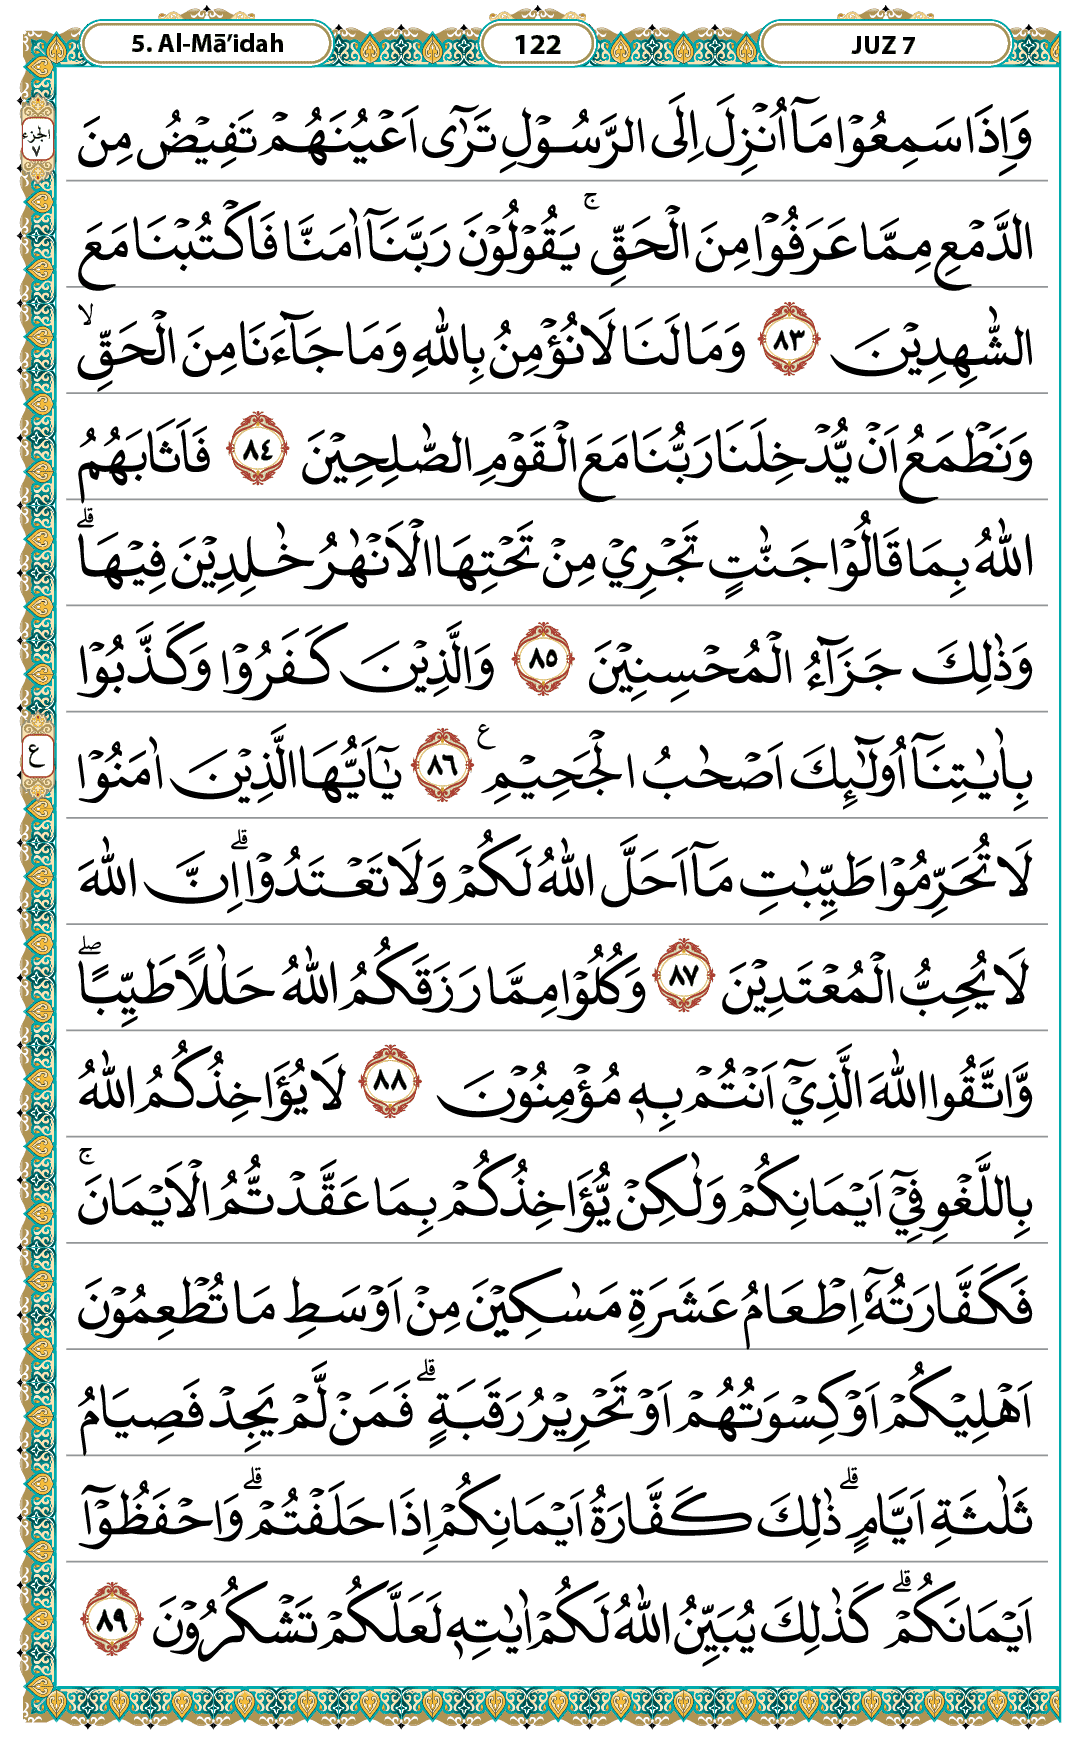 5. Al-Mā’idah
122
JUZ 7
الجزء ٧
وَاِذَا سَمِعُوْا مَآ اُنْزِلَ اِلَى الرَّسُوْلِ تَرٰٓى اَعْيُنَهُمْ تَفِيْضُ مِنَ
الدَّمْعِ مِمَّا عَرَفُوْا مِنَ الْحَقِّۚ يَقُوْلُوْنَ رَبَّنَآ اٰمَنَّا فَاكْتُبْنَا مَعَ
الشّٰهِدِيْنَ ٨٣ وَمَا لَنَا لَا نُؤْمِنُ بِاللّٰهِ وَمَا جَاۤءَنَا مِنَ الْحَقِّۙ
وَنَطْمَعُ اَنْ يُّدْخِلَنَا رَبُّنَا مَعَ الْقَوْمِ الصّٰلِحِيْنَ ٨٤ فَاَثَابَهُمُ
اللّٰهُ بِمَا قَالُوْا جَنّٰتٍ تَجْرِيْ مِنْ تَحْتِهَا الْاَنْهٰرُ خٰلِدِيْنَ فِيْهَاۗ
وَذٰلِكَ جَزَاۤءُ الْمُحْسِنِيْنَ ٨٥ وَالَّذِيْنَ كَفَرُوْا وَكَذَّبُوْا
ع
بِاٰيٰتِنَآ اُولٰۤىِٕكَ اَصْحٰبُ الْجَحِيْمِ ࣖ ٨٦ يٰٓاَيُّهَا الَّذِيْنَ اٰمَنُوْا
لَا تُحَرِّمُوْا طَيِّبٰتِ مَآ اَحَلَّ اللّٰهُ لَكُمْ وَلَا تَعْتَدُوْاۗ اِنَّ اللّٰهَ
لَا يُحِبُّ الْمُعْتَدِيْنَ ٨٧ وَكُلُوْا مِمَّا رَزَقَكُمُ اللّٰهُ حَلٰلًا طَيِّبًاۖ
وَّاتَّقُوا اللّٰهَ الَّذِيْٓ اَنْتُمْ بِهٖ مُؤْمِنُوْنَ ٨٨ لَا يُؤَاخِذُكُمُ اللّٰهُ
بِاللَّغْوِ فِيْٓ اَيْمَانِكُمْ وَلٰكِنْ يُّؤَاخِذُكُمْ بِمَا عَقَّدْتُّمُ الْاَيْمَانَۚ
فَكَفَّارَتُهٗٓ اِطْعَامُ عَشَرَةِ مَسٰكِيْنَ مِنْ اَوْسَطِ مَا تُطْعِمُوْنَ
اَهْلِيْكُمْ اَوْ كِسْوَتُهُمْ اَوْ تَحْرِيْرُ رَقَبَةٍۗ فَمَنْ لَّمْ يَجِدْ فَصِيَامُ
ثَلٰثَةِ اَيَّامٍۗ ذٰلِكَ كَفَّارَةُ اَيْمَانِكُمْ اِذَا حَلَفْتُمْۗ وَاحْفَظُوْٓا
اَيْمَانَكُمْۗ كَذٰلِكَ يُبَيِّنُ اللّٰهُ لَكُمْ اٰيٰتِهٖ لَعَلَّكُمْ تَشْكُرُوْنَ ٨٩